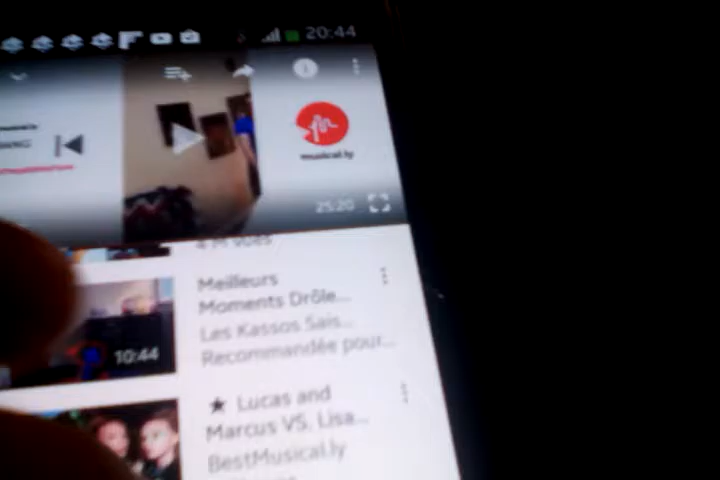 20:44
musical.ly
25:20
Meilleurs
Moments Drôle...
Les Kassos Sais...
Recommandée pour...
10:44
★ Lucas and
Marcus VS. Lisa...
BestMusical.ly